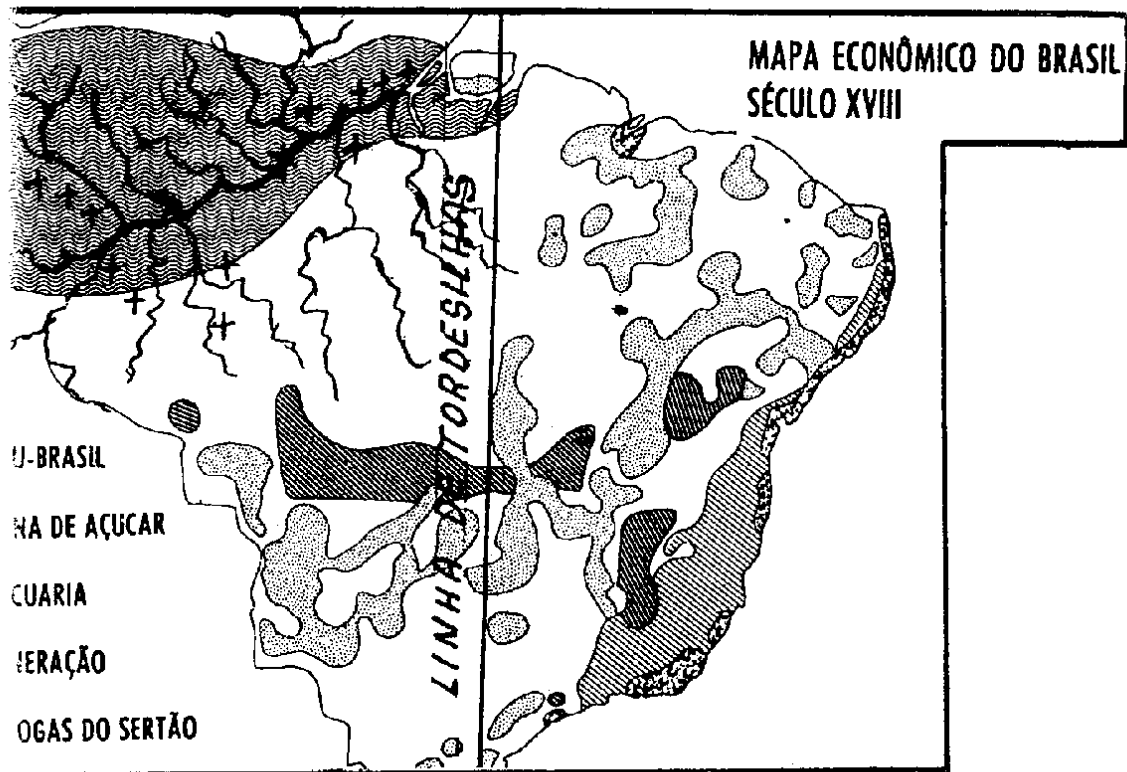 MAPA ECONÔMICO DO BRASIL
SÉCULO XVIII
LINHA DE TORDESILHAS
U-BRASIL
NA DE AÇUCAR
CUARIA
IERAÇÃO
OGAS DO SERTÃO